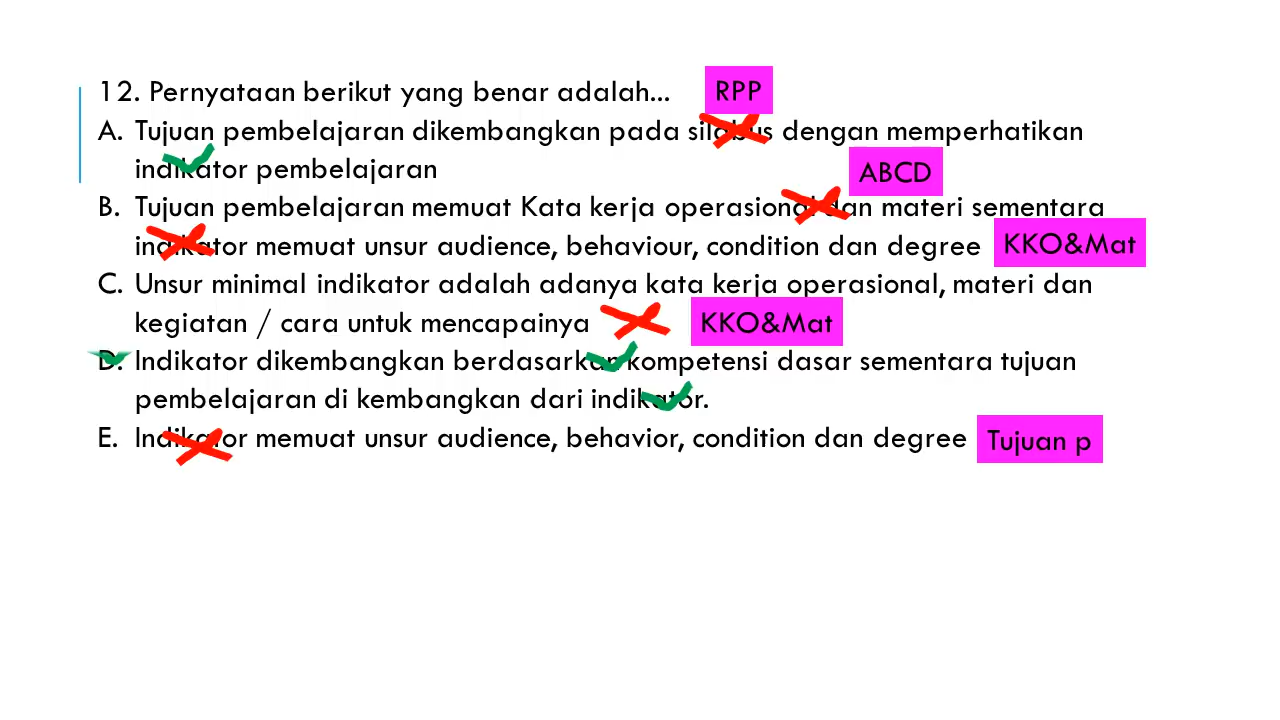 12. Pernyataan berikut yang benar adalah... RPP
A. Tujuan pembelajaran dikembangkan pada silabus dengan memperhatikan
indikator pembelajaran ABCD
B. Tujuan pembelajaran memuat Kata kerja operasional dan materi sementara
indikator memuat unsur audience, behaviour, condition dan degree KKO&Mat
C. Unsur minimal indikator adalah adanya kata kerja operasional, materi dan
kegiatan / cara untuk mencapainya KKO&Mat
D. Indikator dikembangkan berdasarkan kompetensi dasar sementara tujuan
pembelajaran di kembangkan dari indikator.
E. Indikator memuat unsur audience, behavior, condition dan degree Tujuan p